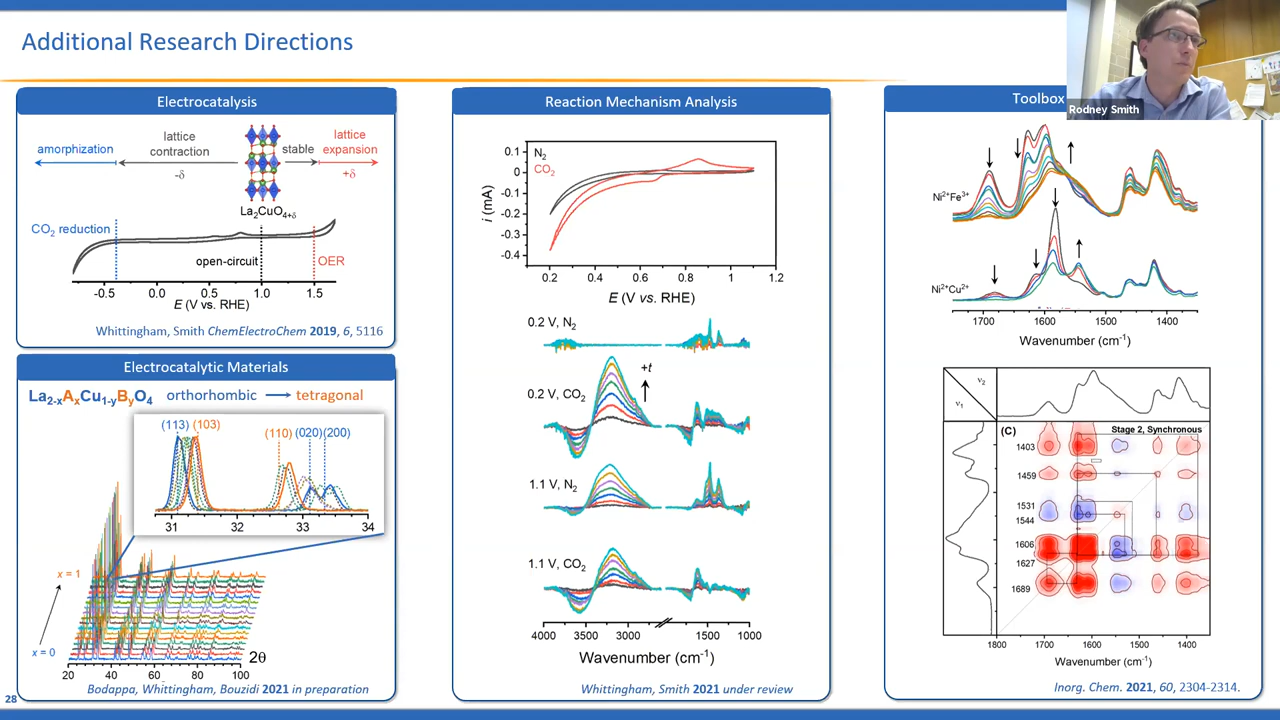 Additional Research Directions
Rodney Smith
Electrocatalysis
amorphization
lattice
contraction
-δ
stable
lattice
expansion
+δ
La2CuO4+δ
CO2 reduction
open-circuit
OER
-0.5 0.0 0.5 1.0 1.5
E (V vs. RHE)
Whittingham, Smith ChemElectroChem 2019, 6, 5116
Electrocatalytic Materials
La2-xAxCu1-yByO4 orthorhombic tetragonal
(113) (103)
(110) (020) (200)
31 32 33 34
x = 1
x = 0
20 40 60 80 100
2θ
Bodappa, Whittingham, Bouzidi 2021 in preparation
28
Reaction Mechanism Analysis
N2
CO2
0.1
0
-0.1
-0.2
-0.3
-0.4
i (mA)
0.2 0.4 0.6 0.8 1.0 1.2
E (V vs. RHE)
0.2 V, N2
+t
0.2 V, CO2
1.1 V, N2
1.1 V, CO2
4000 3500 3000 1500 1000
Wavenumber (cm-1)
Whittingham, Smith 2021 under review
Toolbox
Ni2+Fe3+
Ni2+Cu2+
1700 1600 1500 1400
Wavenumber (cm-1)
ν2
ν1
(C)
Stage 2, Synchronous
1403
1459
1531
1544
1606
1627
1689
1800 1700 1600 1500 1400
Wavenumber (cm-1)
Inorg. Chem. 2021, 60, 2304-2314.